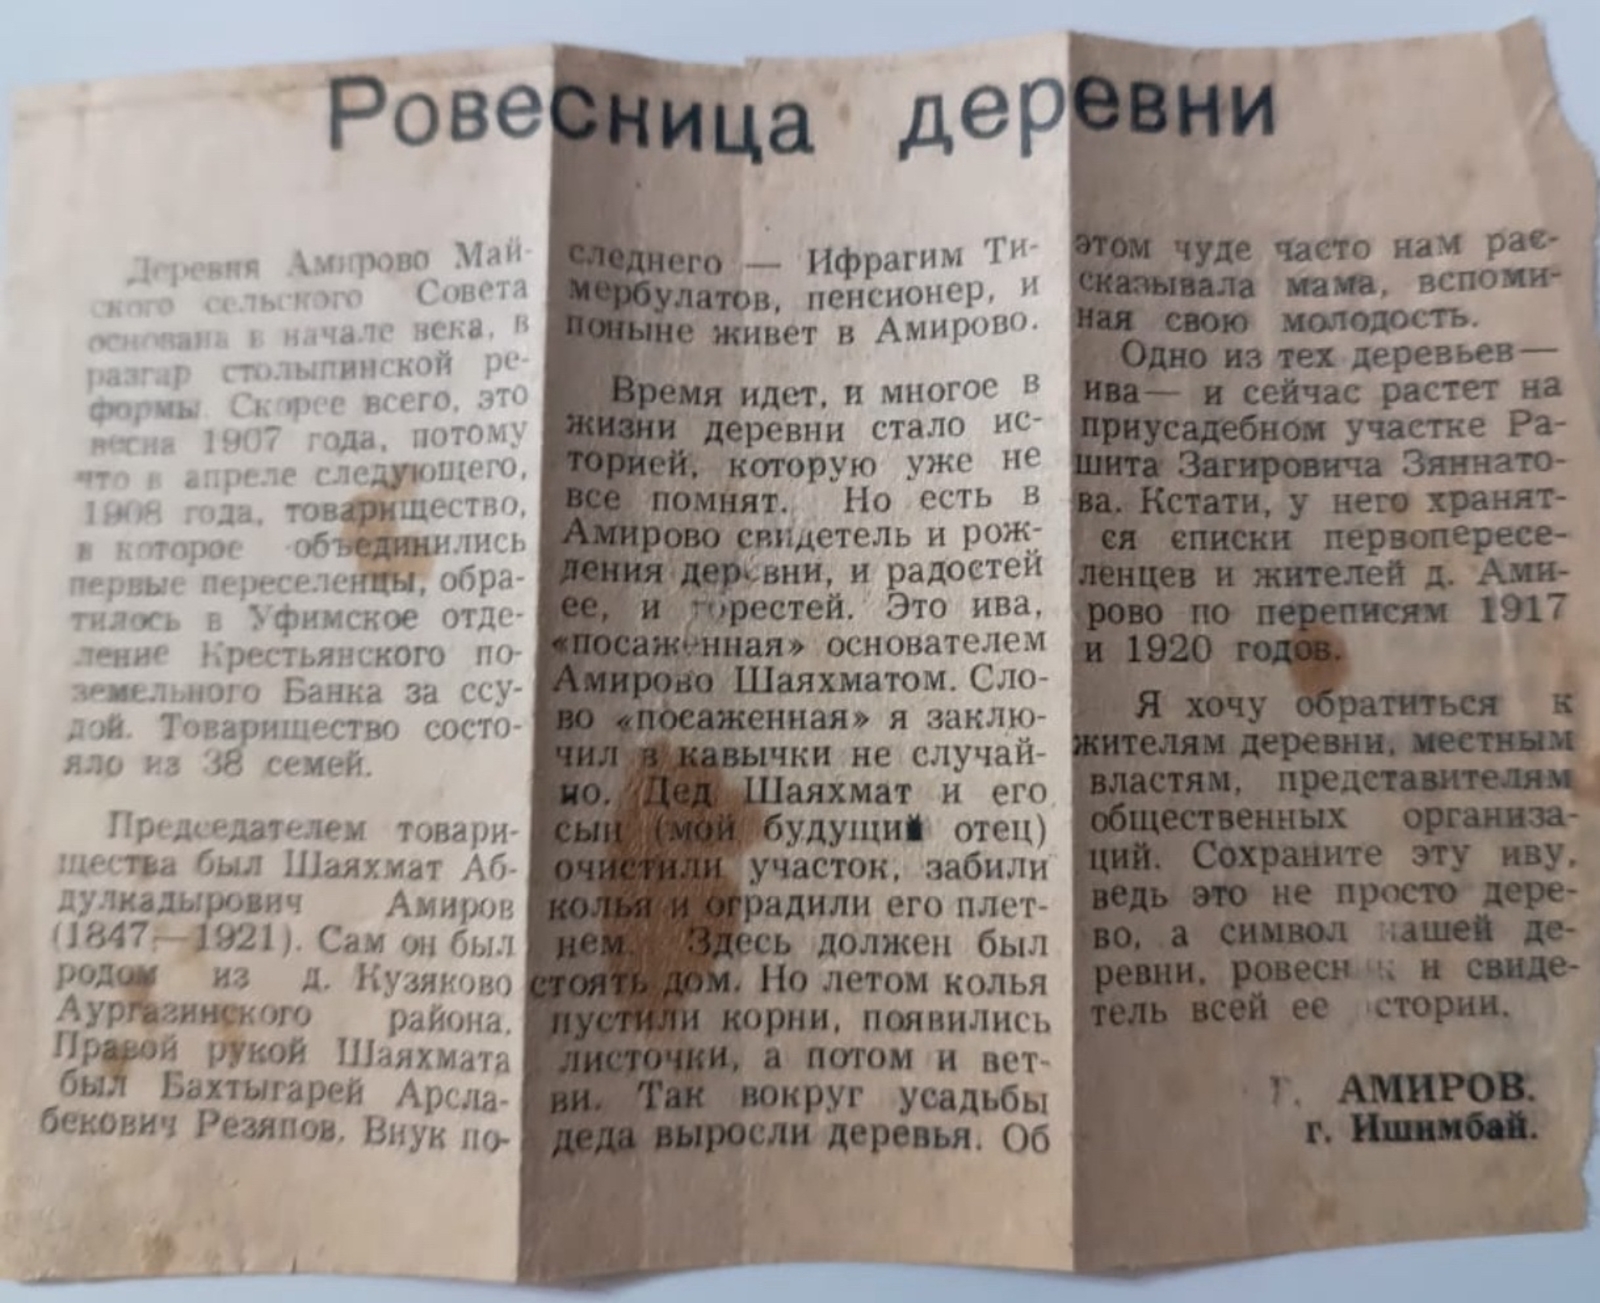 Ровесница деревни
Деревня Амирово Май-
ского сельского Совета
основана в начале века, в
разгар столыпинской ре-
формы. Скорее всего, это
весна 1907 года, потому
что в апреле следующего,
1908 года, товарищество,
в которое объединились
первые переселенцы, обра-
тилось в Уфимское отде-
ление Крестьянского по-
земельного Банка за ссу-
дой. Товарищество состо-
яло из 38 семей.
Председателем товари-
щества был Шаяхмат Аб-
дулкадырович Амиров
(1847—1921). Сам он был
родом из д. Кузяково
Аургазинского района.
Правой рукой Шаяхмата
был Бахтыгарей Арсла-
бекович Резяпов. Внук по-
следнего — Ифрагим Ти-
мербулатов, пенсионер, и
поныне живет в Амирово.
Время идет, и многое в
жизни деревни стало ис-
торией, которую уже не
все помнят. Но есть в
Амирово свидетель и рож-
дения деревни, и радостей
ее, и горестей. Это ива,
«посаженная» основателем
Амирово Шаяхматом. Сло-
во «посаженная» я заклю-
чил в кавычки не случай-
но. Дед Шаяхмат и его
сын (мой будущий отец)
очистили участок, забили
колья и оградили его плет-
нем. Здесь должен был
стоять дом. Но летом колья
пустили корни, появились
листочки, а потом и вет-
ви. Так вокруг усадьбы
деда выросли деревья. Об
этом чуде часто нам рас-
сказывала мама, вспоми-
ная свою молодость.
Одно из тех деревьев—
ива— и сейчас растет на
приусадебном участке Ра-
шита Загировича Зяннато-
ва. Кстати, у него хранят-
ся списки первопересе-
ленцев и жителей д. Ами-
рово по переписям 1917
и 1920 годов.
Я хочу обратиться к
жителям деревни, местным
властям, представителям
общественных организа-
ций. Сохраните эту иву,
ведь это не просто дере-
во, а символ нашей де-
ревни, ровесник и свиде-
тель всей ее истории.
Г. АМИРОВ.
г. Ишимбай.